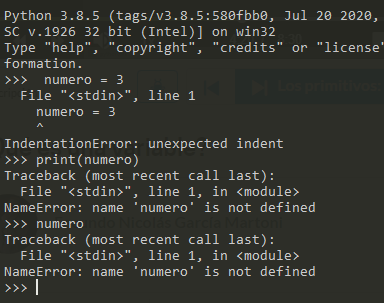 Python 3.8.5 (tags/v3.8.5:580fbb0, Jul 20 2020,
SC v.1926 32 bit (Intel)] on win32
Type "help", "copyright", "credits" or "license"
formation.
>>>  numero = 3
  File "<stdin>", line 1
    numero = 3
    ^
IndentationError: unexpected indent
>>> print(numero)
Traceback (most recent call last):
  File "<stdin>", line 1, in <module>
NameError: name 'numero' is not defined
>>> numero
Traceback (most recent call last):
  File "<stdin>", line 1, in <module>
NameError: name 'numero' is not defined
>>>